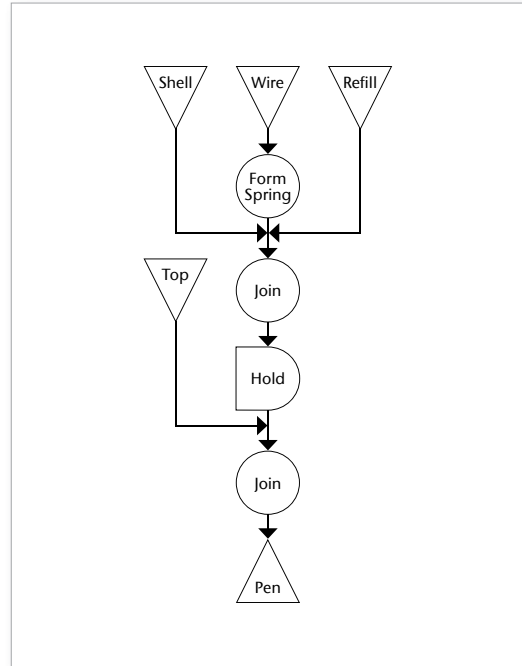 Shell
Wire
Refill
Form
Spring
Top
Join
Hold
Join
Pen